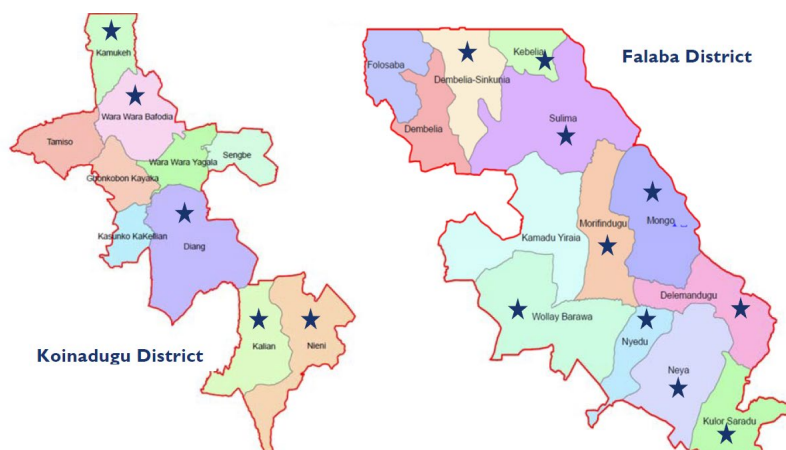 Kamukeh
Wara Wara Bafodia
Tamiso
Wara Wara Yagala
Sengbe
Gbonkobon Kayaka
Kasunko KaKellian
Diang
Kalian
Nieni
Koinadugu District
Falaba District
Folosaba
Dembelia-Sinkunia
Kebelia
Dembelia
Sulima
Kamadu Yiraia
Morifindugu
Mongo
Delemandugu
Wollay Barawa
Nyedu
Neya
Kulor Saradu